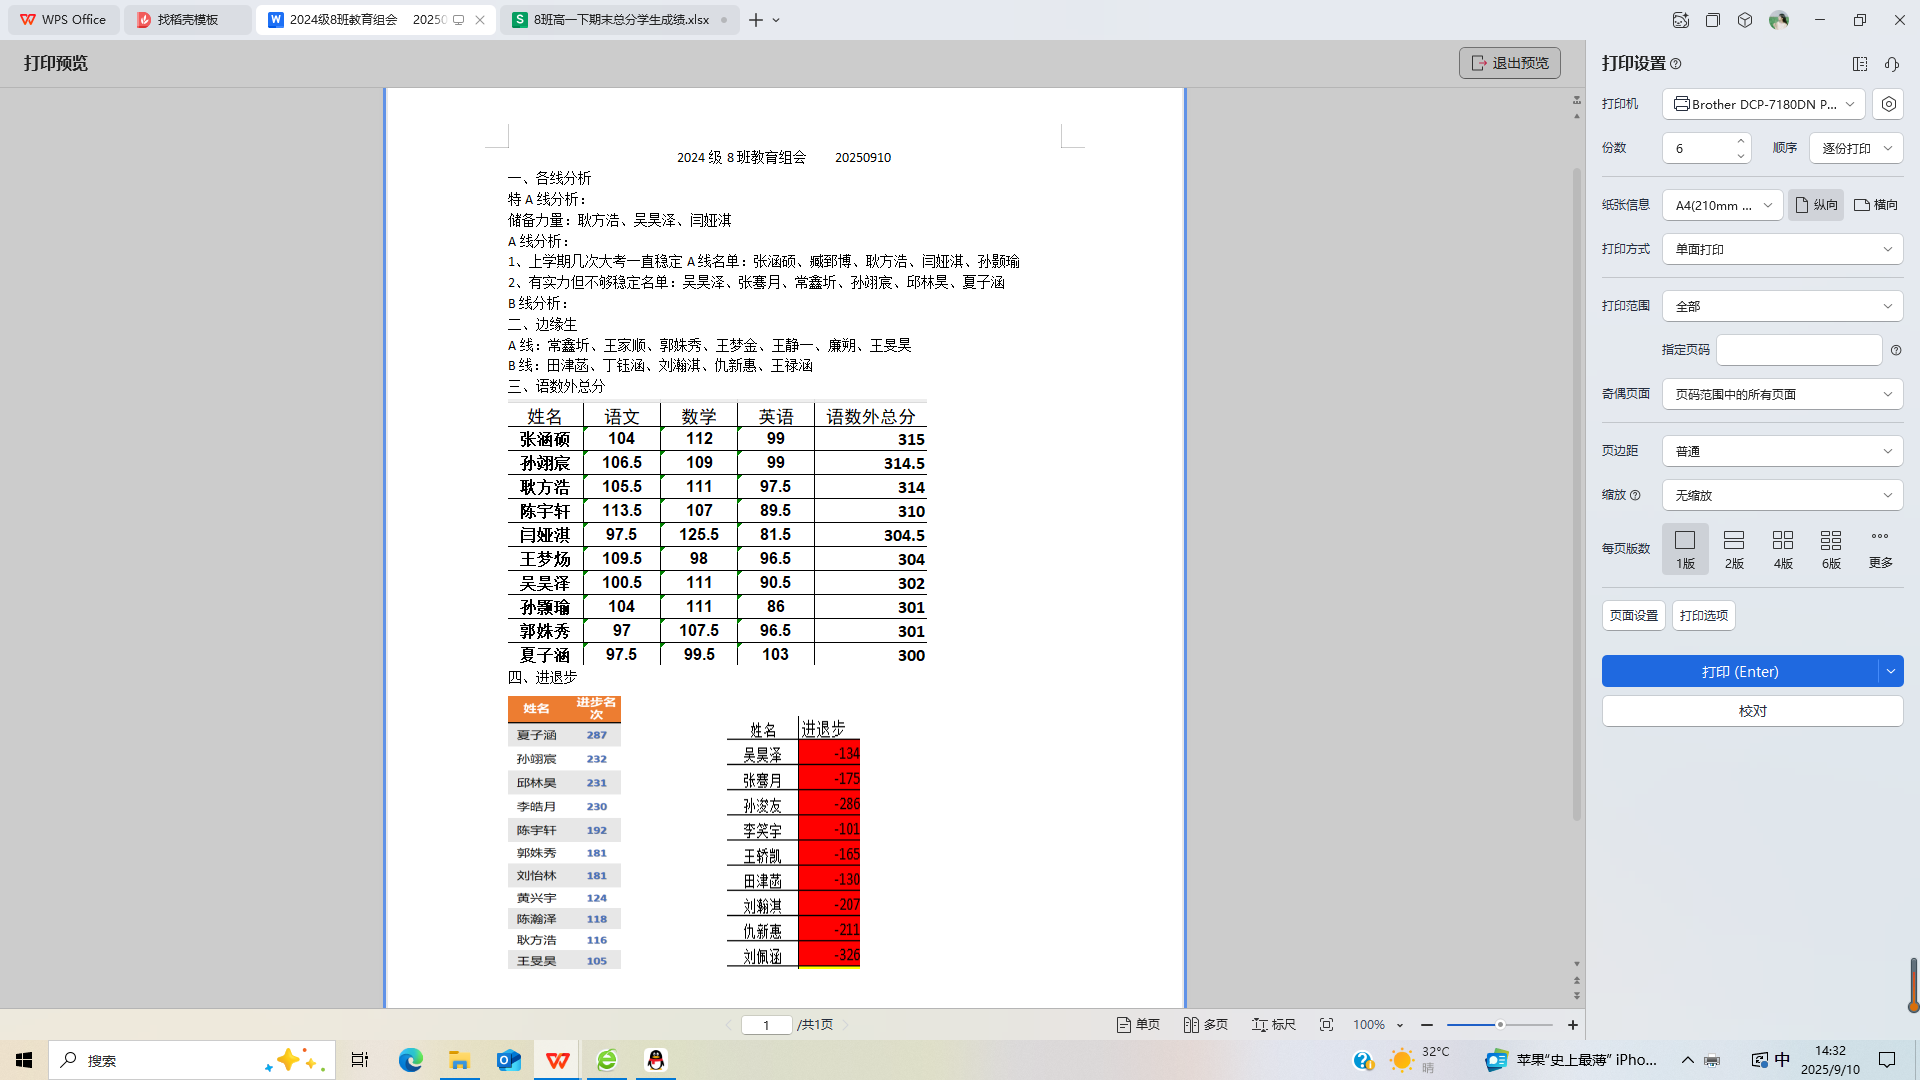 WPS Office
找稻壳模板
2024级8班教育组会 20250
8班高一下期末总分学生成绩.xlsx
打印预览
退出预览
2024 级 8 班教育组会 20250910
一、各线分析
特 A 线分析：
储备力量：耿方浩、吴昊泽、闫娅淇
A 线分析：
1、上学期几次大考一直稳定 A 线名单：张涵硕、臧郅博、耿方浩、闫娅淇、孙颢瑜
2、有实力但不够稳定名单：吴昊泽、张骞月、常鑫圻、孙翊宸、邱林昊、夏子涵
B 线分析：
二、边缘生
A 线：常鑫圻、王家顺、郭姝秀、王梦金、王静一、廉朔、王旻昊
B 线：田津菡、丁钰涵、刘瀚淇、仇新惠、王禄涵
三、语数外总分
姓名 语文 数学 英语 语数外总分
张涵硕 104 112 99 315
孙翊宸 106.5 109 99 314.5
耿方浩 105.5 111 97.5 314
陈宇轩 113.5 107 89.5 310
闫娅淇 97.5 125.5 81.5 304.5
王梦炀 109.5 98 96.5 304
吴昊泽 100.5 111 90.5 302
孙颢瑜 104 111 86 301
郭姝秀 97 107.5 96.5 301
夏子涵 97.5 99.5 103 300
四、进退步
姓名 进步名次
夏子涵 287
孙翊宸 232
邱林昊 231
李皓月 230
陈宇轩 192
郭姝秀 181
刘怡林 181
黄兴宇 124
陈瀚泽 118
耿方浩 116
王旻昊 105
姓名 进退步
吴昊泽 -134
张骞月 -175
孙浚友 -286
李笑宇 -101
王轿凯 -165
田津菡 -130
刘瀚淇 -207
仇新惠 -211
刘佩涵 -326
打印设置
打印机 Brother DCP-7180DN P...
份数 6 顺序 逐份打印
纸张信息 A4(210mm ... 纵向 横向
打印方式 单面打印
打印范围 全部
指定页码
奇偶页面 页码范围中的所有页面
页边距 普通
缩放 无缩放
每页版数 1版 2版 4版 6版 更多
页面设置 打印选项
打印 (Enter)
校对
1 /共1页 单页 多页 标尺 100%
搜索
32°C
晴
苹果“史上最薄” iPho...
中
14:32
2025/9/10